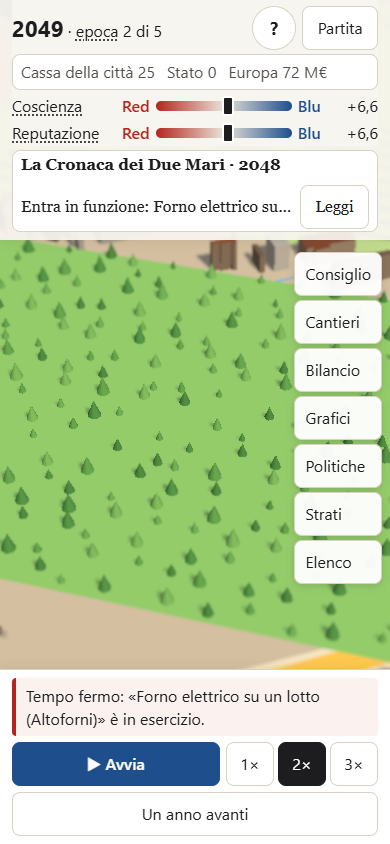 2049 · epoca 2 di 5
?
Partita
Cassa della città 25 Stato 0 Europa 72 M€
Coscienza Red Blu +6,6
Reputazione Red Blu +6,6
La Cronaca dei Due Mari · 2048
Entra in funzione: Forno elettrico su...
Leggi
Consiglio
Cantieri
Bilancio
Grafici
Politiche
Strati
Elenco
Tempo fermo: «Forno elettrico su un lotto
(Altoforni)» è in esercizio.
▶ Avvia
1×
2×
3×
Un anno avanti